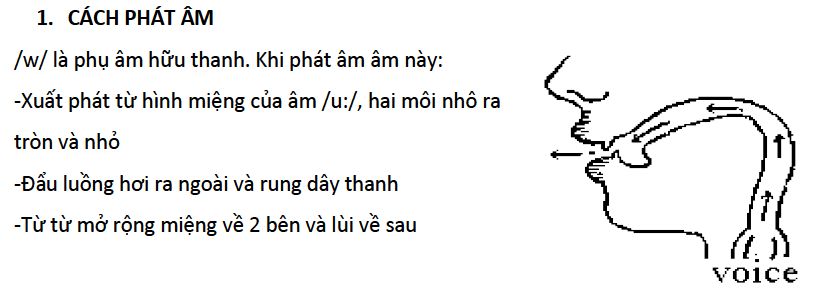 1. CÁCH PHÁT ÂM
/w/ là phụ âm hữu thanh. Khi phát âm âm này:
-Xuất phát từ hình miệng của âm /u:/, hai môi nhô ra
tròn và nhỏ
-Đẩu luồng hơi ra ngoài và rung dây thanh
-Từ từ mở rộng miệng về 2 bên và lùi về sau
voice